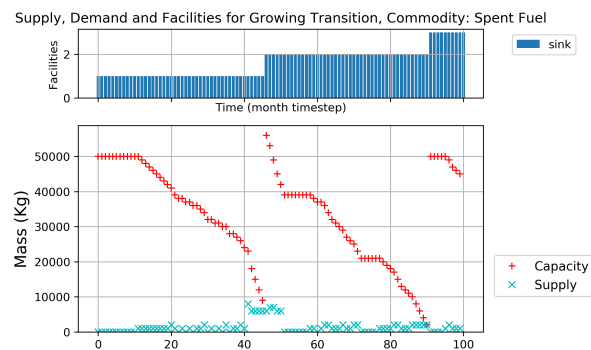 Supply, Demand and Facilities for Growing Transition, Commodity: Spent Fuel
Facilities
2
0
sink
Time (month timestep)
Mass (Kg)
50000
40000
30000
20000
10000
0
0 20 40 60 80 100
Capacity
Supply